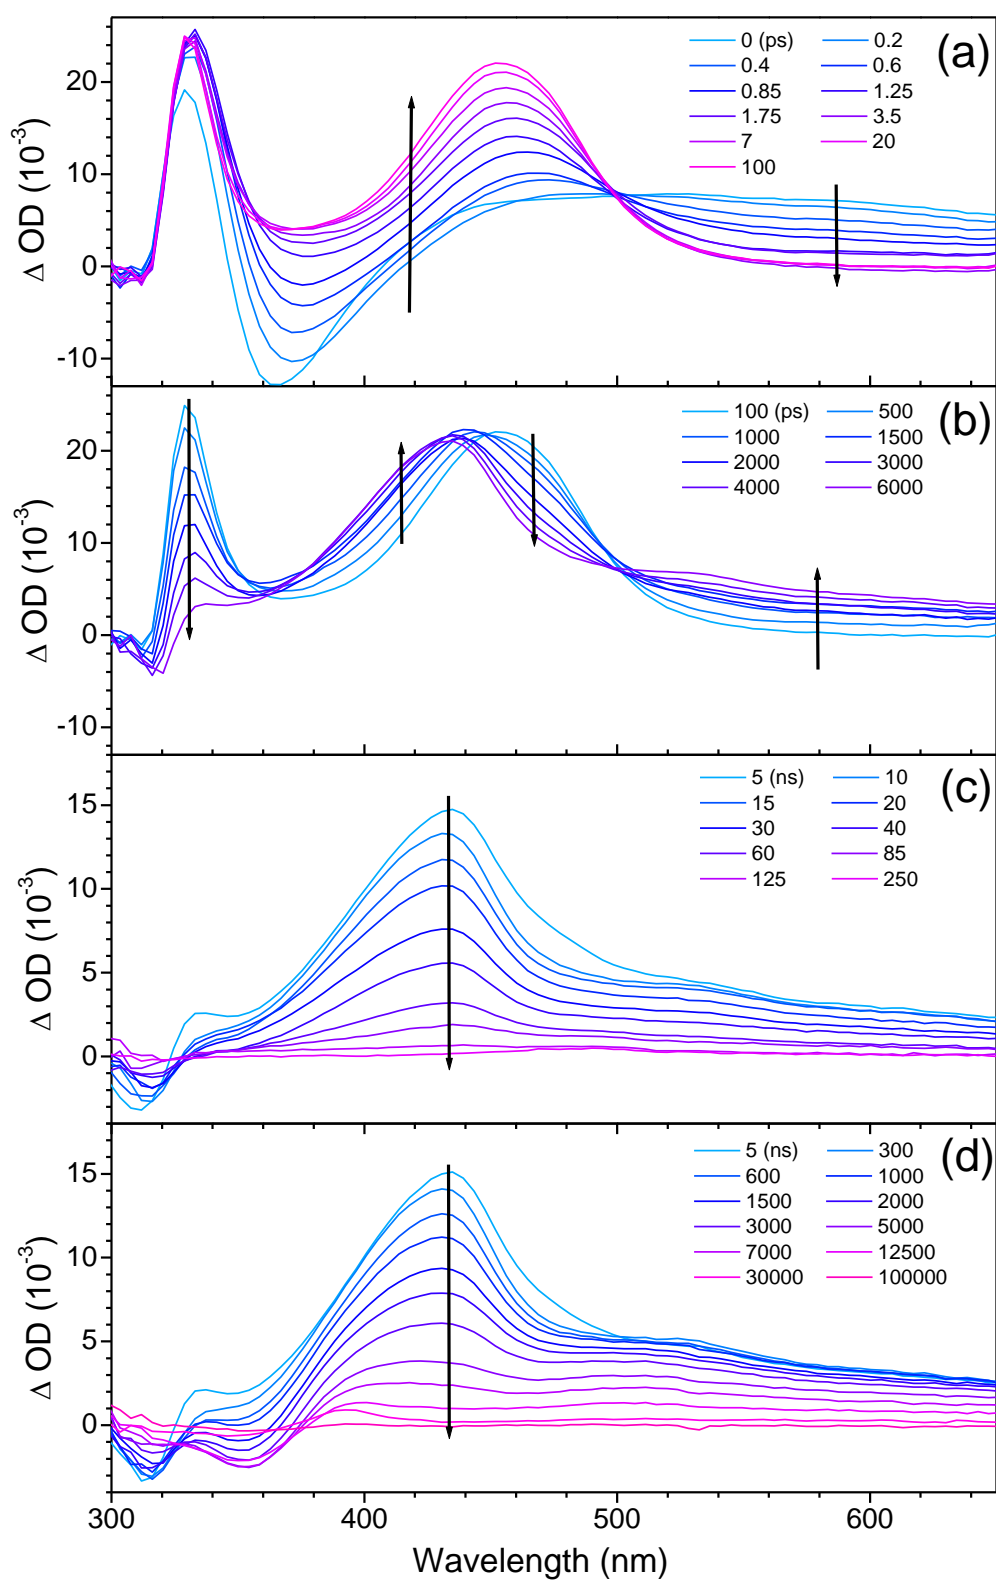 (a)
0 (ps) 0.2
0.4 0.6
0.85 1.25
1.75 3.5
7 20
100
20
10
0
-10
Δ OD (10⁻³)
(b)
100 (ps) 500
1000 1500
2000 3000
4000 6000
20
10
0
-10
Δ OD (10⁻³)
(c)
5 (ns) 10
15 20
30 40
60 85
125 250
15
10
5
0
Δ OD (10⁻³)
(d)
5 (ns) 300
600 1000
1500 2000
3000 5000
7000 12500
30000 100000
15
10
5
0
Δ OD (10⁻³)
300 400 500 600
Wavelength (nm)